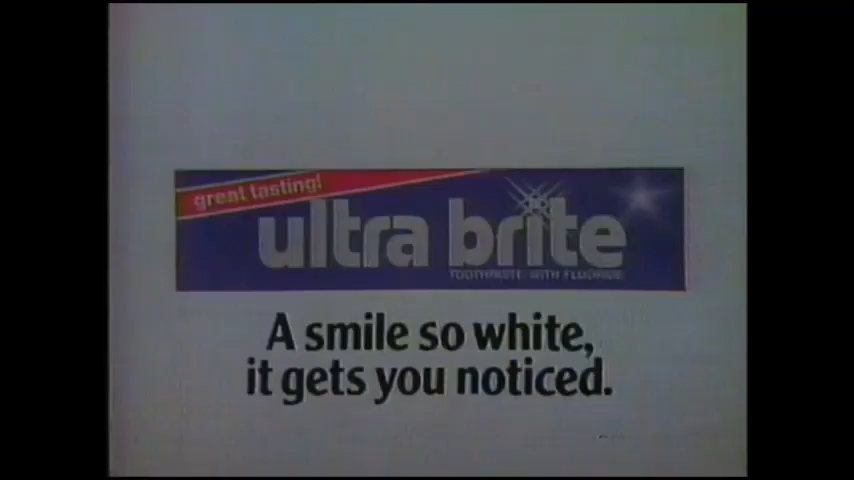 great tasting!
ultra brite
TOOTHPASTE WITH FLUORIDE
A smile so white,
it gets you noticed.